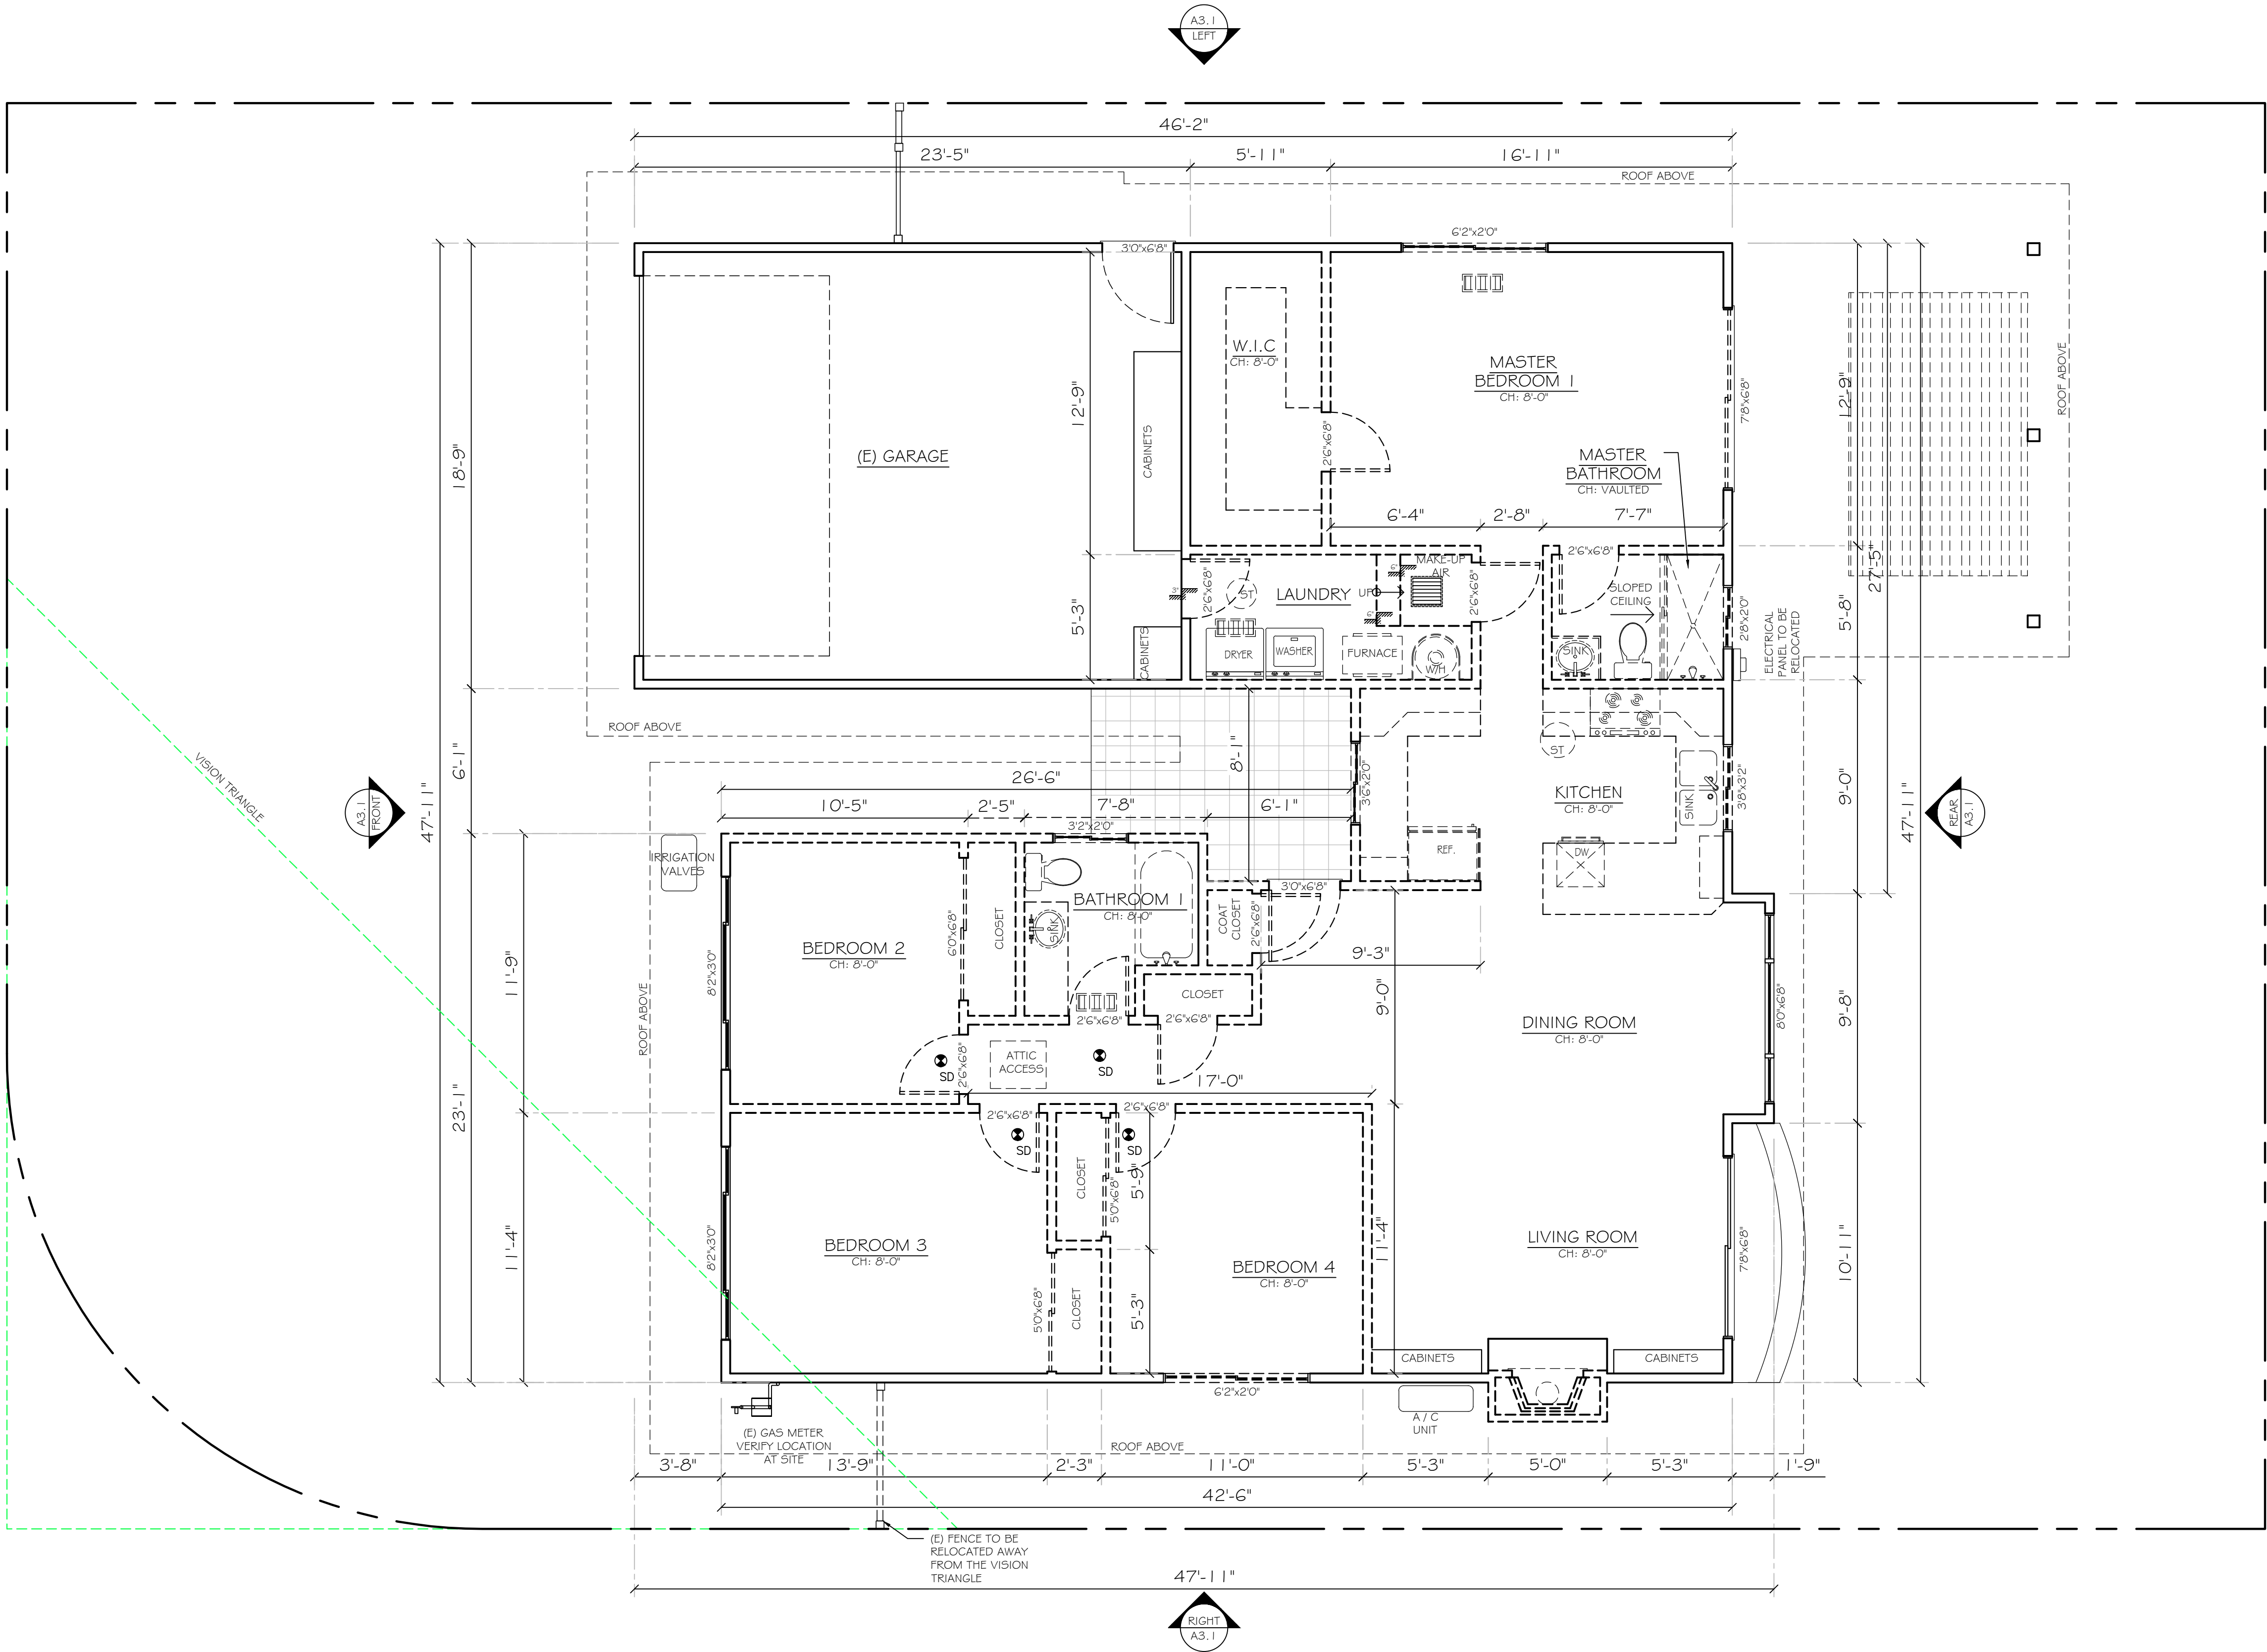 A3.1
LEFT
46'-2"
23'-5"
5'-11"
16'-11"
ROOF ABOVE
6'2"x2'0"
3'0"x6'8"
W.I.C
CH: 8'-0"
MASTER
BEDROOM 1
CH: 8'-0"
7'8"x6'8"
12'-9"
ROOF ABOVE
12'-9"
CABINETS
2'6"x6'8"
(E) GARAGE
18'-9"
MASTER
BATHROOM
CH: VAULTED
6'-4"
2'-8"
7'-7"
27'-5"
MAKE-UP
AIR
2'6"x6'8"
2'6"x6'8"
3"
ST
LAUNDRY
UP
6"
6"
2'6"x6'8"
SLOPED
CEILING
5'-3"
5'-8"
2'8"x2'0"
ELECTRICAL
PANEL TO BE
RELOCATED
CABINETS
DRYER
WASHER
FURNACE
W/H
SINK
ROOF ABOVE
VISION TRIANGLE
6'-1"
8'-1"
ST
26'-6"
3'6"x2'0"
KITCHEN
CH: 8'-0"
SINK
3'8"x3'2"
9'-0"
10'-5"
2'-5"
7'-8"
6'-1"
A3.1
FRONT
47'-11"
47'-11"
REAR
A3.1
3'2"x2'0"
IRRIGATION
VALVES
REF.
DW
3'0"x6'8"
BATHROOM 1
CH: 8'-0"
COAT
CLOSET
2'6"x6'8"
CLOSET
SINK
BEDROOM 2
CH: 8'-0"
6'0"x6'8"
8'2"x3'0"
11'-9"
9'-3"
9'-0"
CLOSET
2'6"x6'8"
2'6"x6'8"
ROOF ABOVE
DINING ROOM
CH: 8'-0"
8'0"x6'8"
9'-8"
ATTIC
ACCESS
SD
SD
2'6"x6'8"
17'-0"
23'-1"
2'6"x6'8"
2'6"x6'8"
SD
SD
CLOSET
5'-9"
5'0"x6'8"
11'-4"
8'2"x3'0"
BEDROOM 3
CH: 8'-0"
BEDROOM 4
CH: 8'-0"
11'-4"
LIVING ROOM
CH: 8'-0"
7'8"x6'8"
10'-11"
5'0"x6'8"
CLOSET
5'-3"
CABINETS
CABINETS
6'2"x2'0"
A / C
UNIT
(E) GAS METER
VERIFY LOCATION
AT SITE
ROOF ABOVE
3'-8"
13'-9"
2'-3"
11'-0"
5'-3"
5'-0"
5'-3"
1'-9"
42'-6"
(E) FENCE TO BE
RELOCATED AWAY
FROM THE VISION
TRIANGLE
47'-11"
RIGHT
A3.1